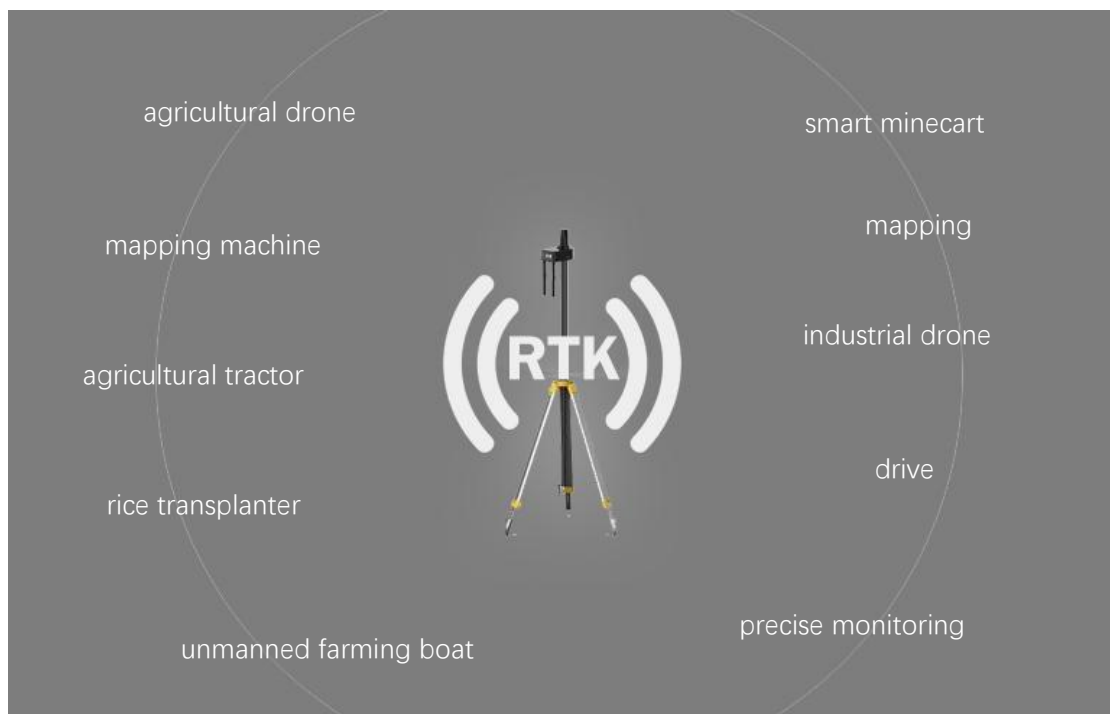 agricultural drone
smart minecart
mapping
mapping machine
industrial drone
RTK
agricultural tractor
drive
rice transplanter
precise monitoring
unmanned farming boat